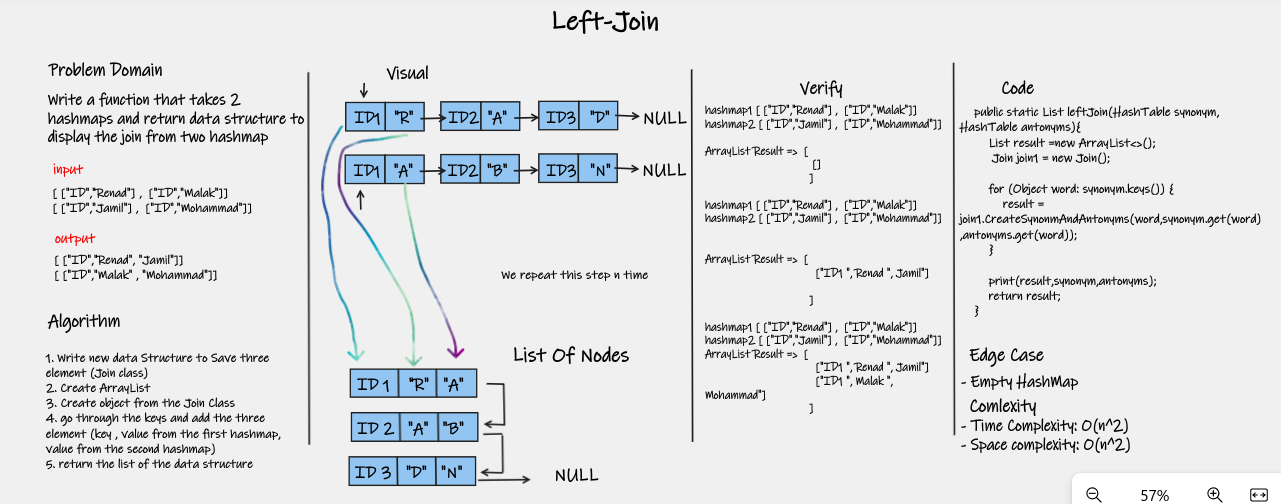 Left-Join
Problem Domain
Write a function that takes 2
hashmaps and return data structure to
display the join from two hashmap
input
[ ["ID","Renad"] , ["ID","Malak"]]
[ ["ID","Jamil"] , ["ID","Mohammad"]]
output
[ ["ID","Renad", "Jamil"]]
[ ["ID","Malak" , "Mohammad"]]
Algorithm
1. Write new data Structure to Save three
element (Join class)
2. Create ArrayList
3. Create object from the Join Class
4. go through the keys and add the three
element (key , value from the first hashmap,
value from the second hashmap)
5. return the list of the data structure
Visual
ID1 "R" ID2 "A" ID3 "D" NULL
ID1 "A" ID2 "B" ID3 "N" NULL
We repeat this step n time
List Of Nodes
ID 1 "R" "A"
ID 2 "A" "B"
ID 3 "D" "N"
NULL
Verify
hashmap1 [ ["ID","Renad"] , ["ID","Malak"]]
hashmap2 [ ["ID","Jamil"] , ["ID","Mohammad"]]
ArrayList Result => [
[]
]
hashmap1 [ ["ID","Renad"] , ["ID","Malak"]]
hashmap2 [ ["ID","Jamil"] , ["ID","Mohammad"]]
ArrayList Result => [
["ID1 ", Renad ", Jamil"]
]
hashmap1 [ ["ID","Renad"] , ["ID","Malak"]]
hashmap2 [ ["ID","Jamil"] , ["ID","Mohammad"]]
ArrayList Result => [
["ID1 ", Renad ", Jamil"]
["ID1 ", Malak ",
Mohammad"]
]
Code
public static List leftJoin(HashTable synonym,
HashTable antonyms){
List result =new ArrayList<>();
Join join1 = new Join();
for (Object word: synonym.keys()) {
result =
join1.CreateSynonmAndAntonyms(word,synonym.get(word)
,antonyms.get(word));
}
print(result,synonym,antonyms);
return result;
}
Edge Case
- Empty HashMap
Comlexity
- Time Complexity: O(n^2)
- Space complexity: O(n^2)
57%